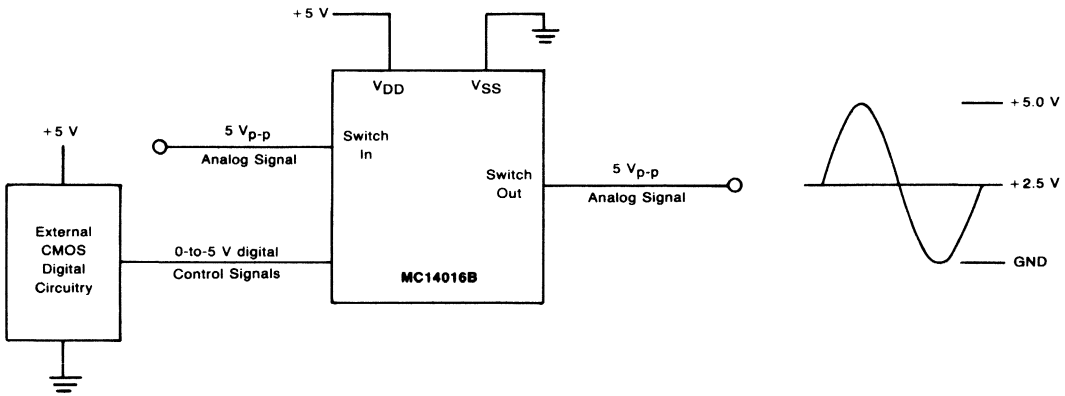 +5 V
VDD
VSS
+5 V
5 Vp-p
Analog Signal
Switch
In
Switch
Out
5 Vp-p
Analog Signal
External
CMOS
Digital
Circuitry
0-to-5 V digital
Control Signals
MC14016B
+5.0 V
+2.5 V
GND